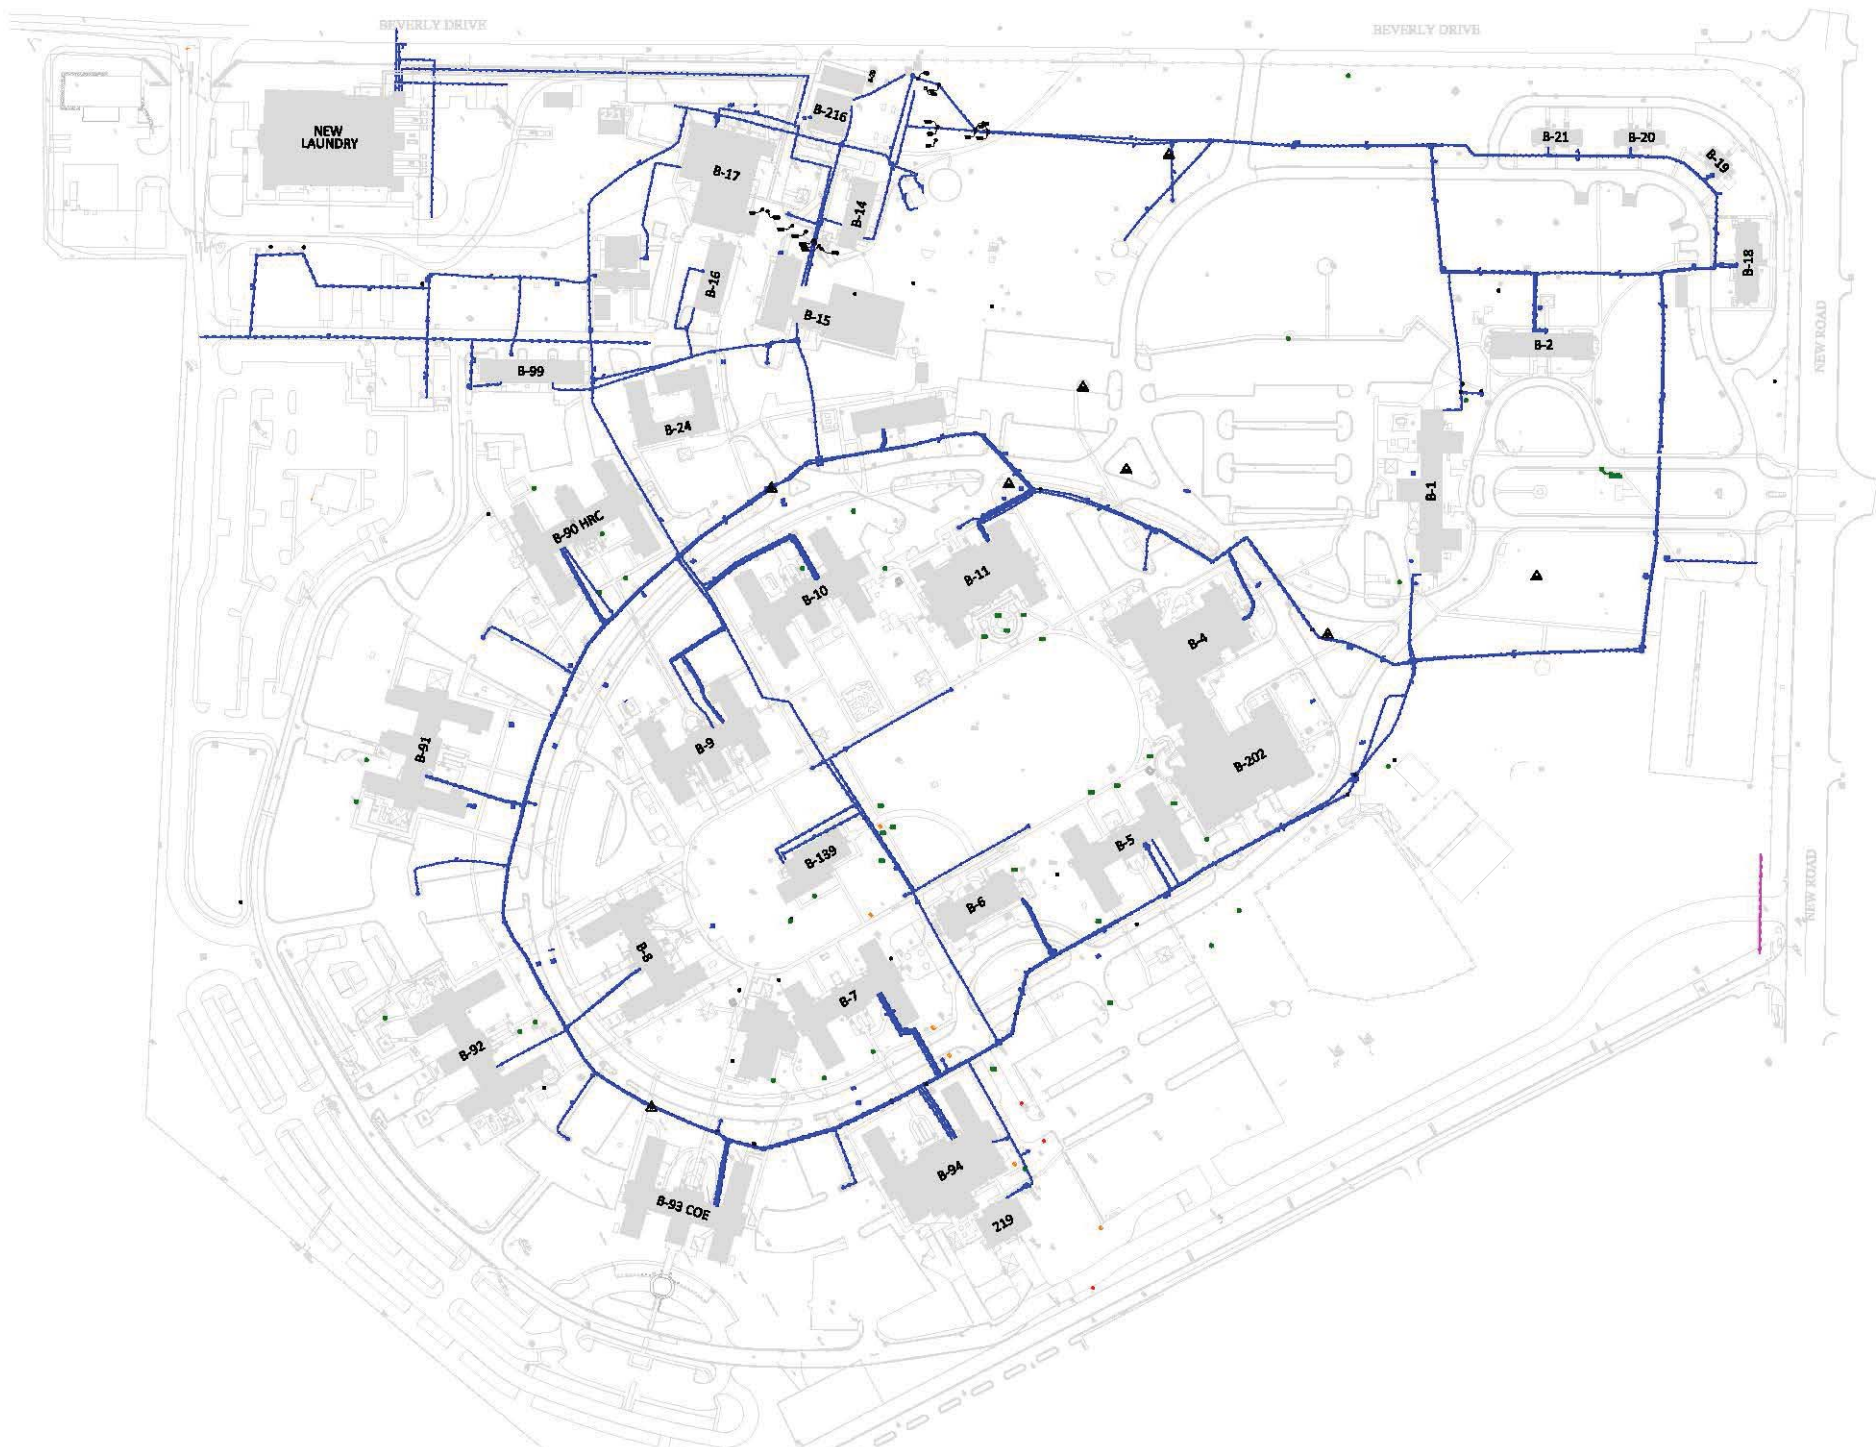 BEVERLY DRIVE
BEVERLY DRIVE
NEW
LAUNDRY
B-216
B-21
B-20
B-19
B-17
B-14
B-18
B-16
B-15
B-2
NEW ROAD
B-99
B-24
B-1
B-90 HRC
B-10
B-11
B-4
B-91
B-9
B-202
B-139
B-5
B-6
NEW ROAD
B-8
B-7
B-92
B-94
B-93 COE
219